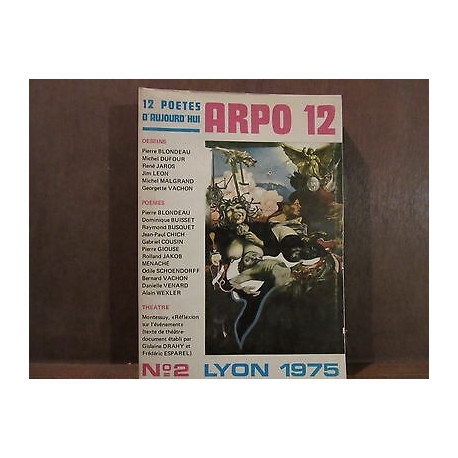 12 POETES
D'AUJOURD'HUI
ARPO 12
DESSINS
Pierre BLONDEAU
Michel DUFOUR
René JAROS
Jim LEON
Michel MALGRAND
Georgette VACHON
POEMES
Pierre BLONDEAU
Dominique BUISSET
Raymond BUSQUET
Jean-Paul CHICH
Gabriel COUSIN
Pierre GIOUSE
Rolland JAKOB
MENACHÉ
Odile SCHOENDORFF
Bernard VACHON
Danielle VENARD
Alain WEXLER
THEATRE
Montessuy, «Réflexion
sur l'événement»
(texte de théâtre-
document établi par
Gislaine DRAHY et
Frédéric ESPAREL)
Nº2 LYON 1975